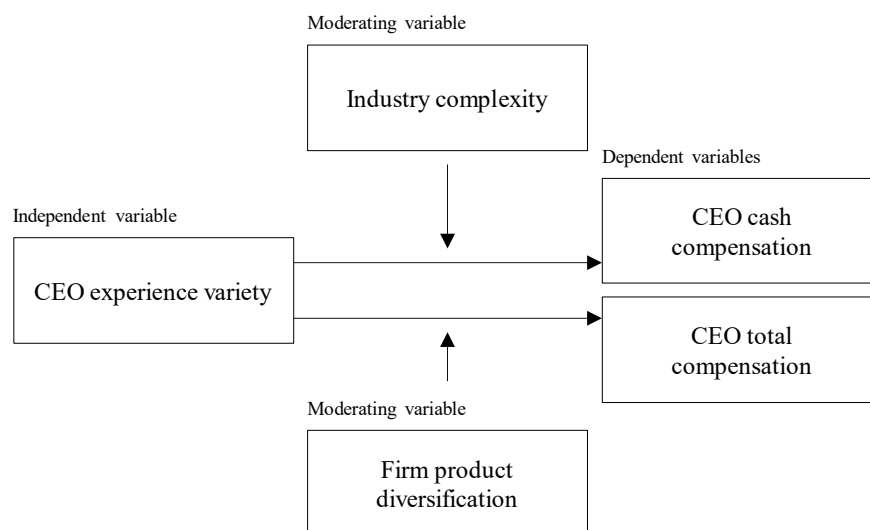 Moderating variable
Industry complexity
Dependent variables
Independent variable
CEO cash
compensation
CEO experience variety
CEO total
compensation
Moderating variable
Firm product
diversification